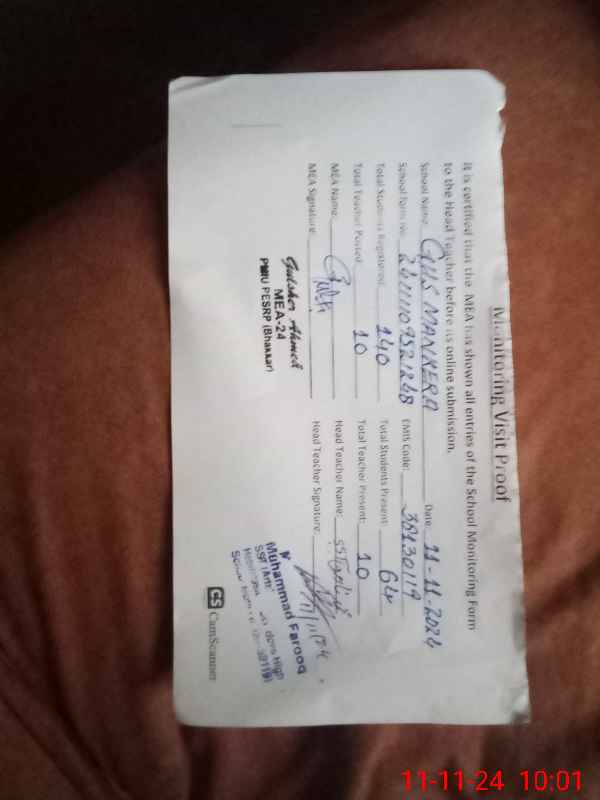 Monitoring Visit Proof
It is certified that the MEA has shown all entries of the School Monitoring Form
to the Head Teacher before its online submission.
School Name: GHS MANKERA Date: 11-11-2024
School Form No: EMIS Code: 38130119
Total Students Registered: 140 Total Students Present: 64
Total Teacher Posted: 10 Total Teacher Present: 10
MEA Name: Head Teacher Name:
MEA Signature: Head Teacher Signature:
Gulsher Ahmed
MEA-24
PMIU PESRP (Bhakkar)
Muhammad Farooq
High
CS CamScanner
11-11-24 10:01